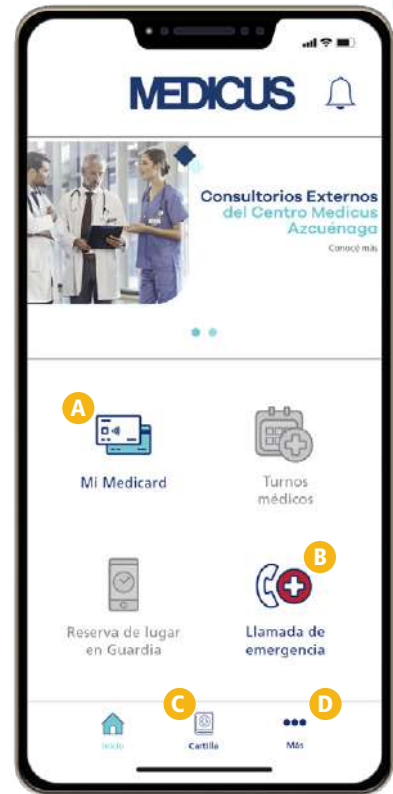 MEDICUS
Consultorios Externos
del Centro Medicus
Azcuénaga
Conocé más
A
Mi Medicard
Turnos
médicos
B
Reserva de lugar
en Guardia
Llamada de
emergencia
C
D
Inicio
Cartilla
Más